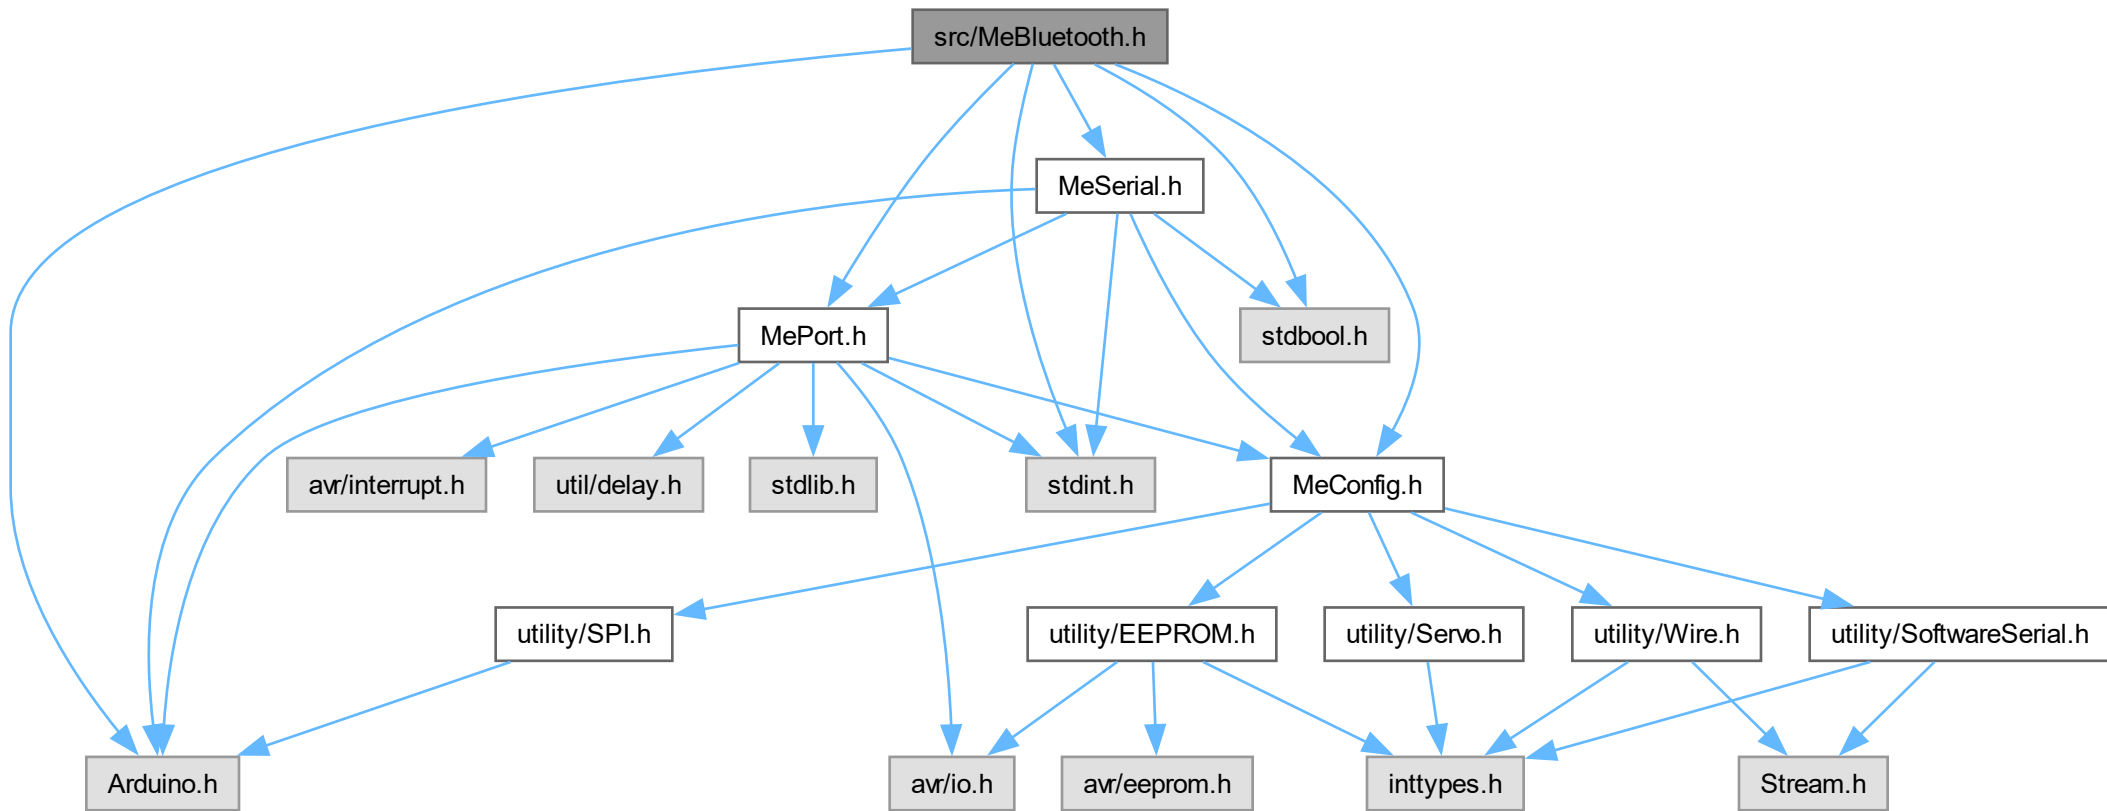 src/MeBluetooth.h
MeSerial.h
MePort.h
stdbool.h
avr/interrupt.h
util/delay.h
stdlib.h
stdint.h
MeConfig.h
utility/SPI.h
utility/EEPROM.h
utility/Servo.h
utility/Wire.h
utility/SoftwareSerial.h
Arduino.h
avr/io.h
avr/eeprom.h
inttypes.h
Stream.h